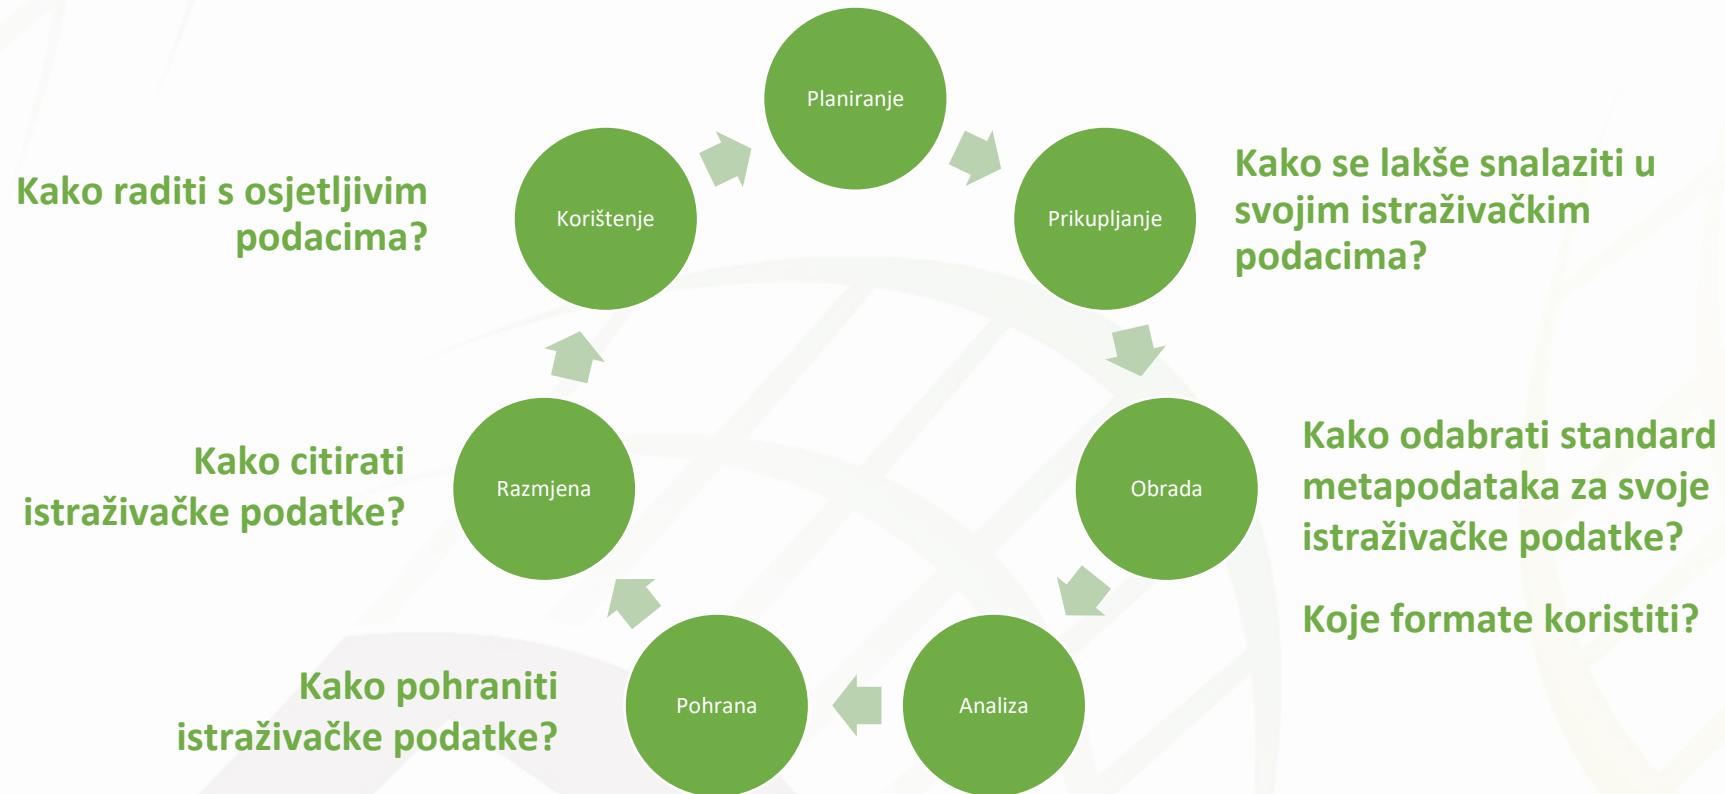 Planiranje
Kako se lakše snalaziti u
svojim istraživačkim
podacima?
Prikupljanje
Kako odabrati standard
metapodataka za svoje
istraživačke podatke?
Koje formate koristiti?
Obrada
Analiza
Pohrana
Kako pohraniti
istraživačke podatke?
Razmjena
Kako citirati
istraživačke podatke?
Korištenje
Kako raditi s osjetljivim
podacima?